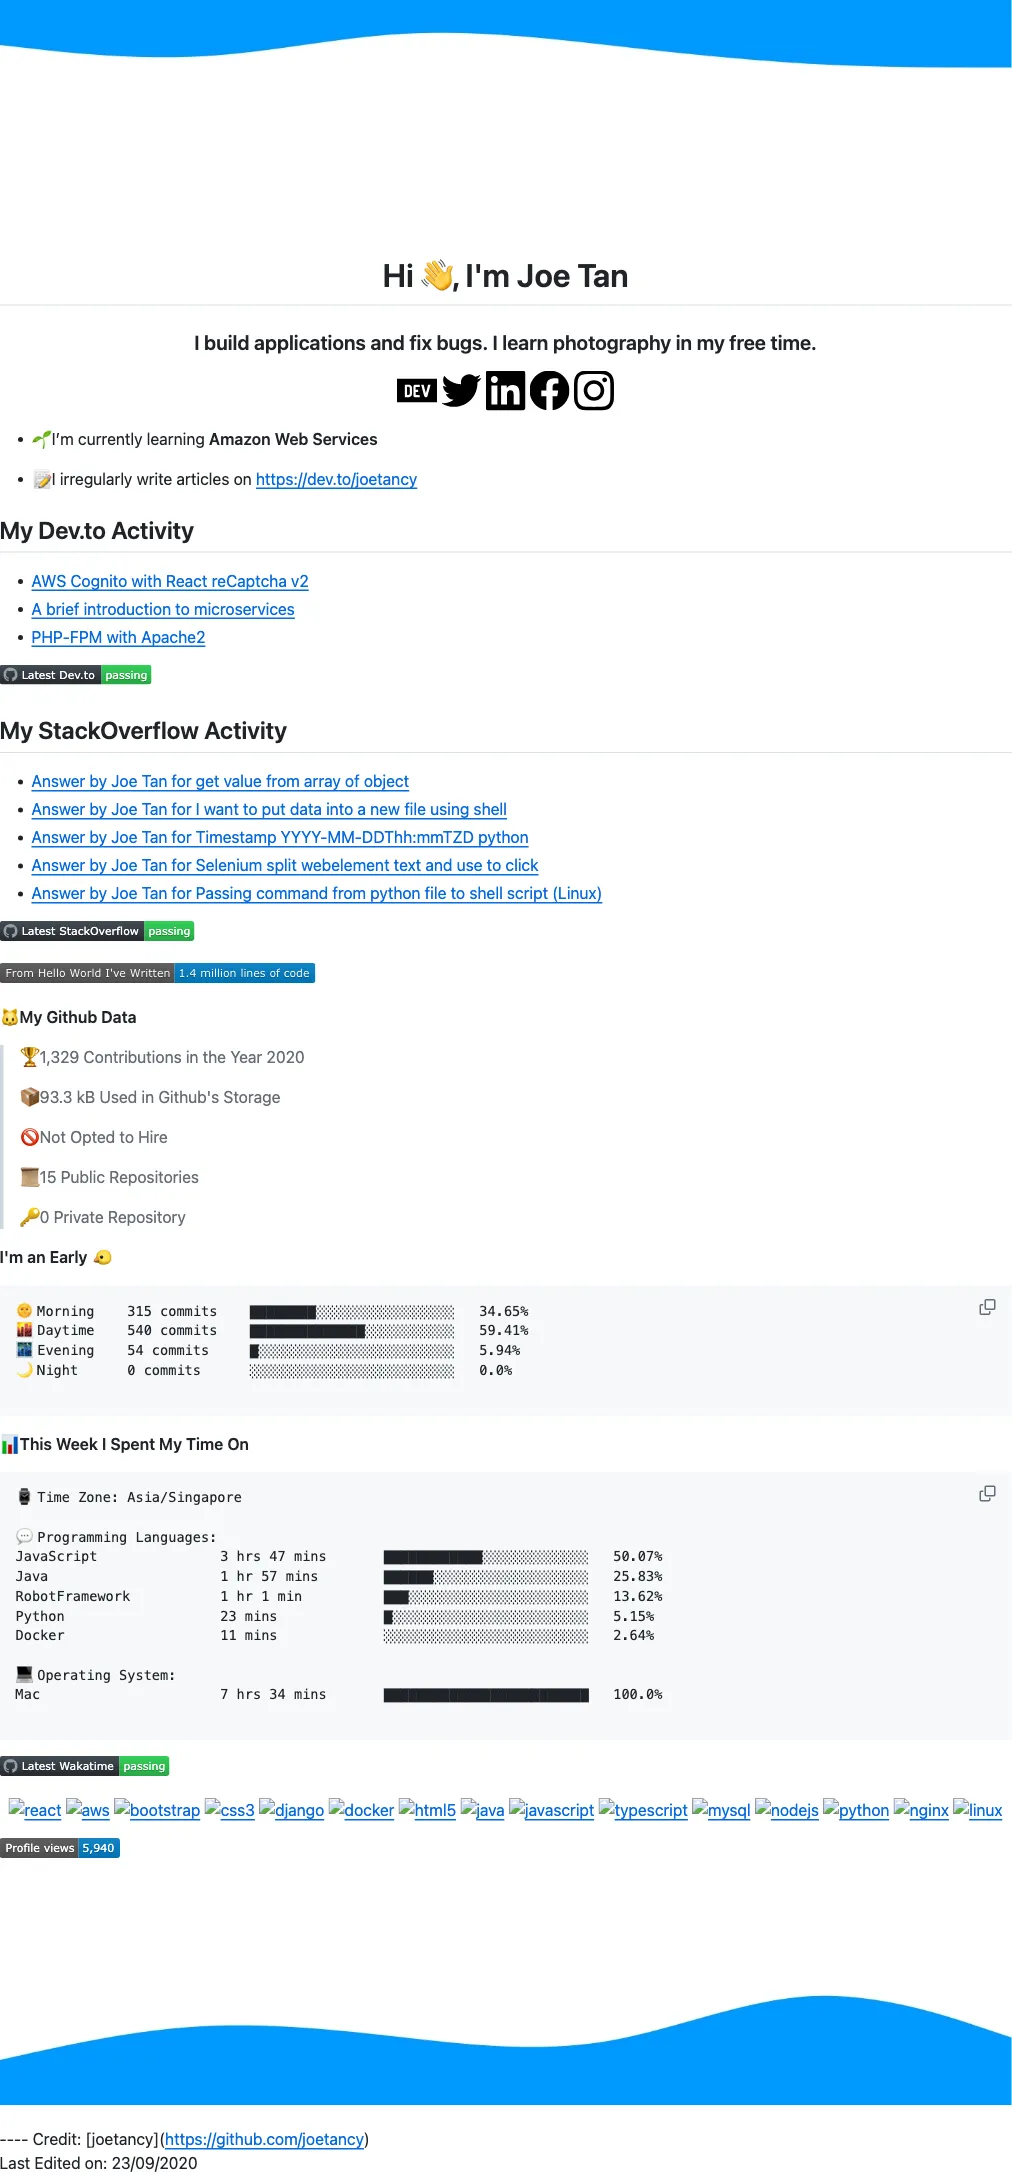 Hi 👋, I'm Joe Tan
I build applications and fix bugs. I learn photography in my free time.
DEV
• 🌱I'm currently learning Amazon Web Services
• 📝I irregularly write articles on https://dev.to/joetancy
My Dev.to Activity
• AWS Cognito with React reCaptcha v2
• A brief introduction to microservices
• PHP-FPM with Apache2
Latest Dev.to passing
My StackOverflow Activity
• Answer by Joe Tan for get value from array of object
• Answer by Joe Tan for I want to put data into a new file using shell
• Answer by Joe Tan for Timestamp YYYY-MM-DDThh:mmTZD python
• Answer by Joe Tan for Selenium split webelement text and use to click
• Answer by Joe Tan for Passing command from python file to shell script (Linux)
Latest StackOverflow passing
From Hello World I've Written 1.4 million lines of code
🐱My Github Data
🏆1,329 Contributions in the Year 2020
📦93.3 kB Used in Github's Storage
🚫Not Opted to Hire
📜15 Public Repositories
🔑0 Private Repository
I'm an Early 🐤
🌞 Morning 315 commits 34.65%
🌆 Daytime 540 commits 59.41%
🌃 Evening 54 commits 5.94%
🌙 Night 0 commits 0.0%
📊This Week I Spent My Time On
⌚︎ Time Zone: Asia/Singapore
💬 Programming Languages:
JavaScript 3 hrs 47 mins 50.07%
Java 1 hr 57 mins 25.83%
RobotFramework 1 hr 1 min 13.62%
Python 23 mins 5.15%
Docker 11 mins 2.64%
💻 Operating System:
Mac 7 hrs 34 mins 100.0%
Latest Wakatime passing
react aws bootstrap css3 django docker html5 java javascript typescript mysql nodejs python nginx linux
Profile views 5,940
---- Credit: [joetancy](https://github.com/joetancy)
Last Edited on: 23/09/2020